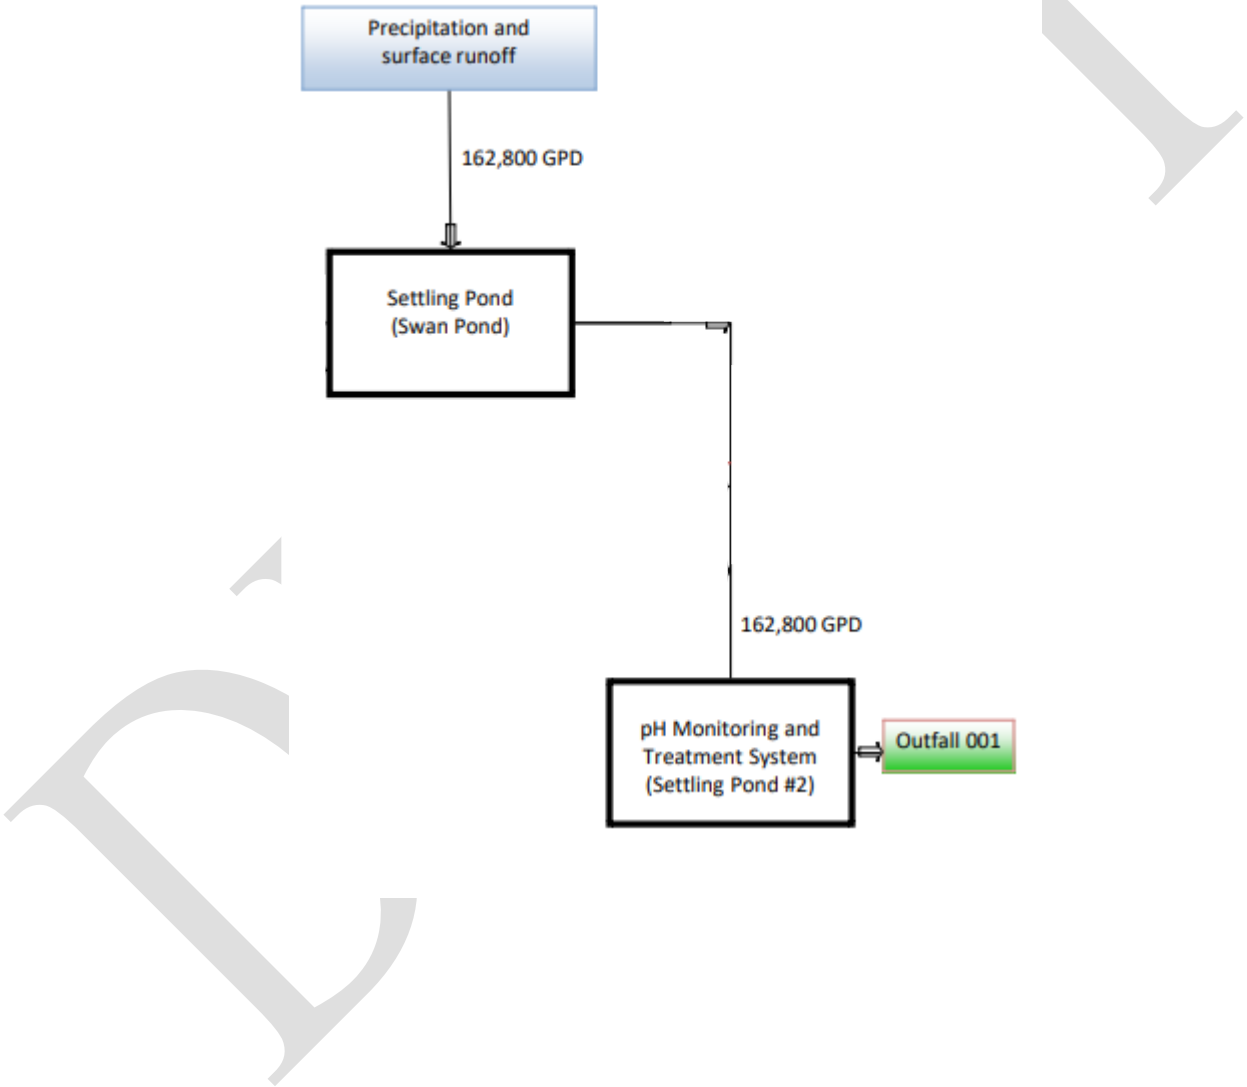 Precipitation and
surface runoff
162,800 GPD
Settling Pond
(Swan Pond)
162,800 GPD
pH Monitoring and
Treatment System
(Settling Pond #2)
Outfall 001